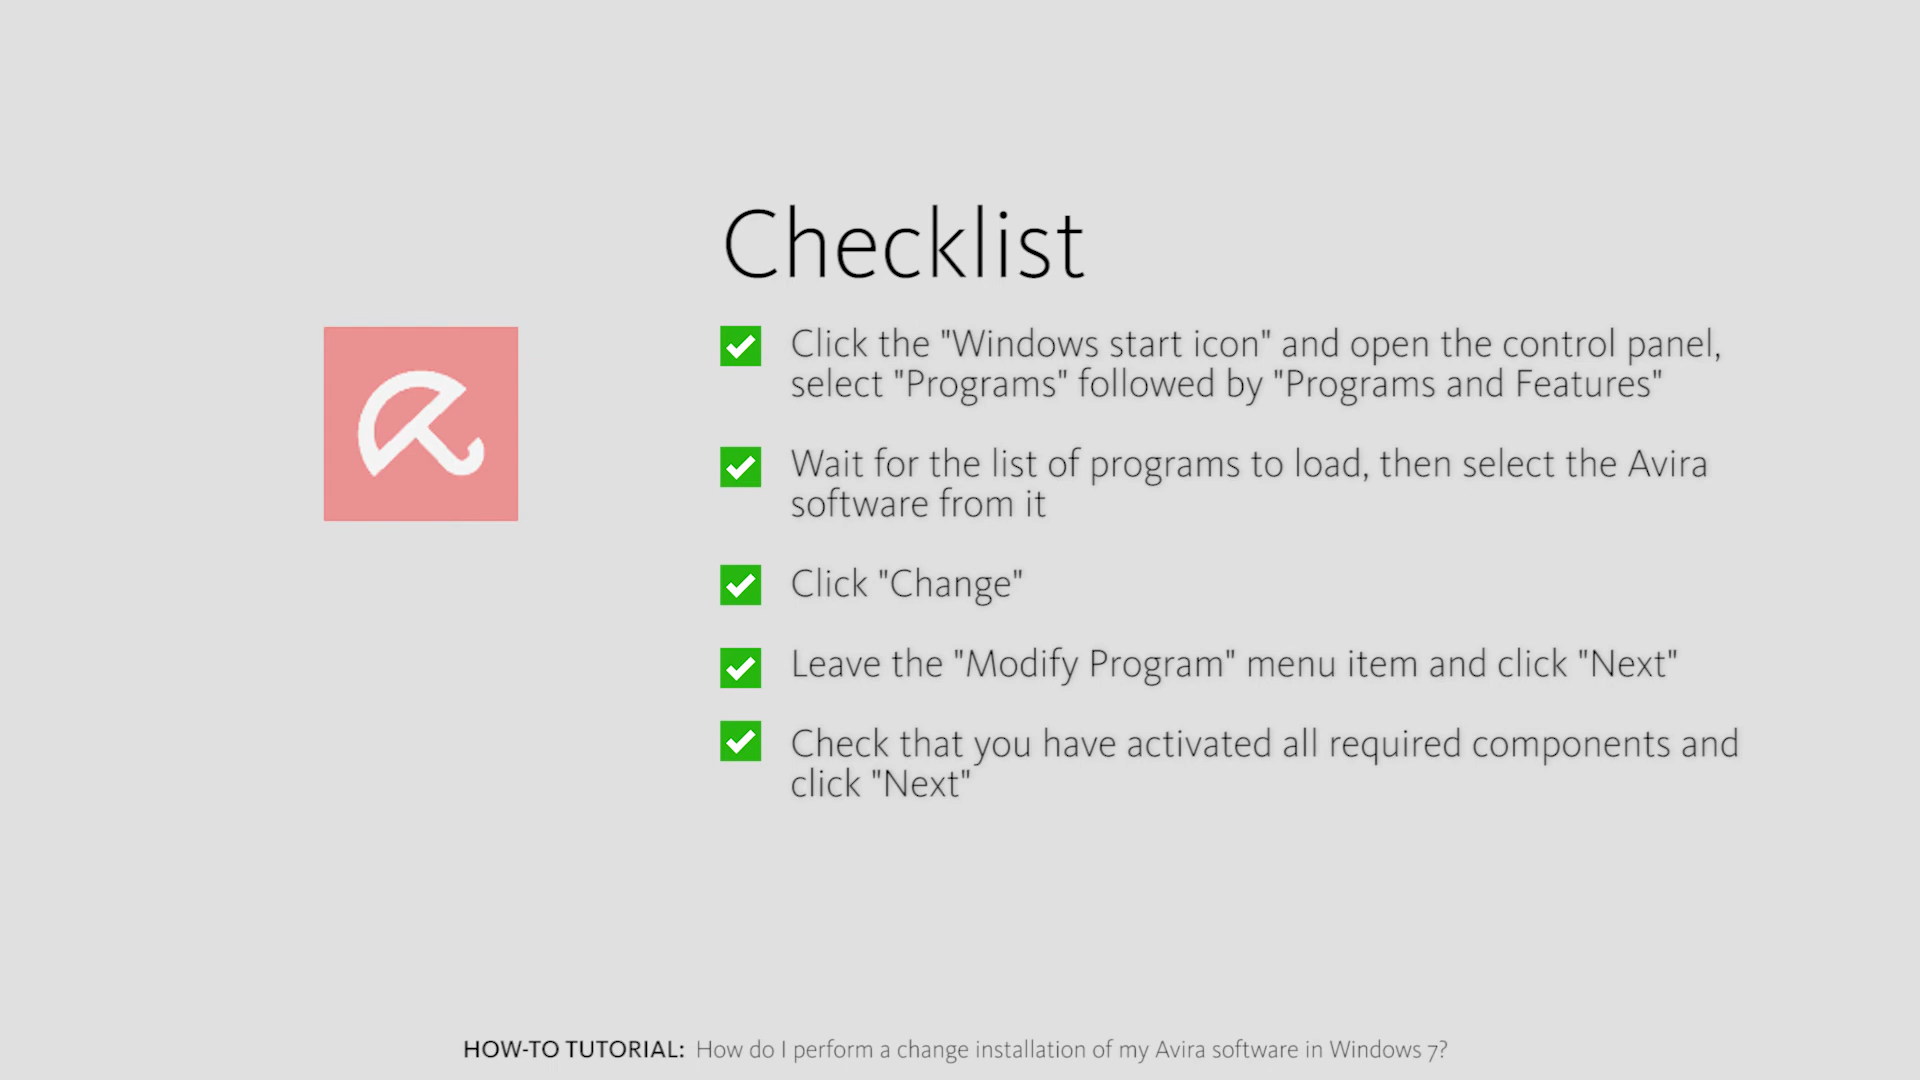 Checklist
Click the "Windows start icon" and open the control panel,
select "Programs" followed by "Programs and Features"
Wait for the list of programs to load, then select the Avira
software from it
Click "Change"
Leave the "Modify Program" menu item and click "Next"
Check that you have activated all required components and
click "Next"
HOW-TO TUTORIAL: How do I perform a change installation of my Avira software in Windows 7?